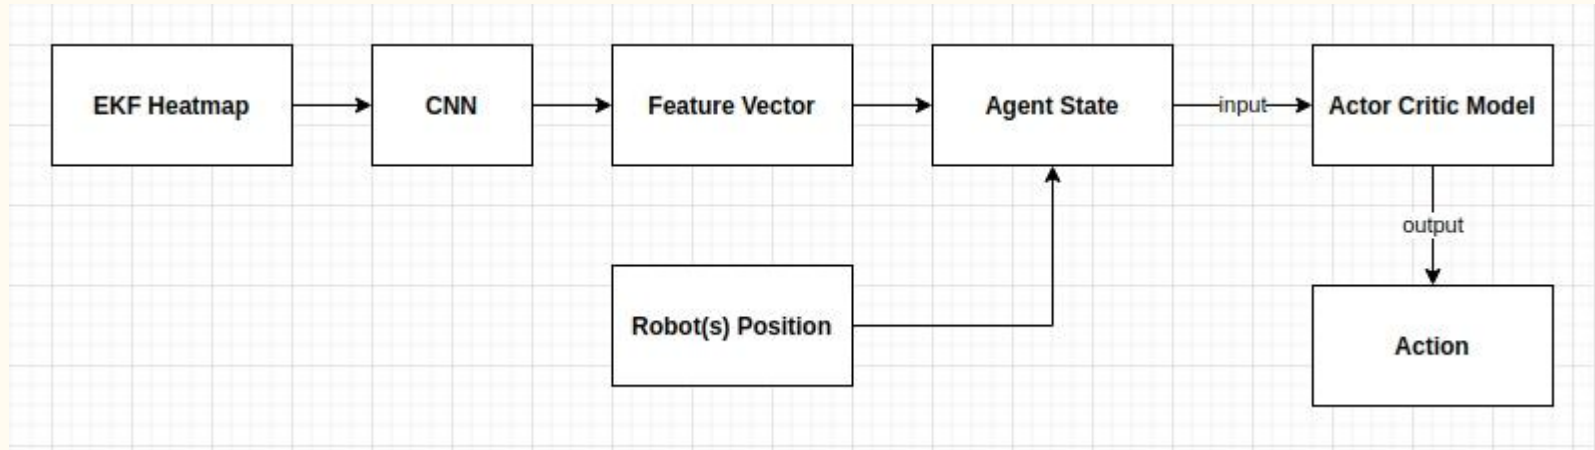 EKF Heatmap
CNN
Feature Vector
Agent State
input
Actor Critic Model
output
Robot(s) Position
Action